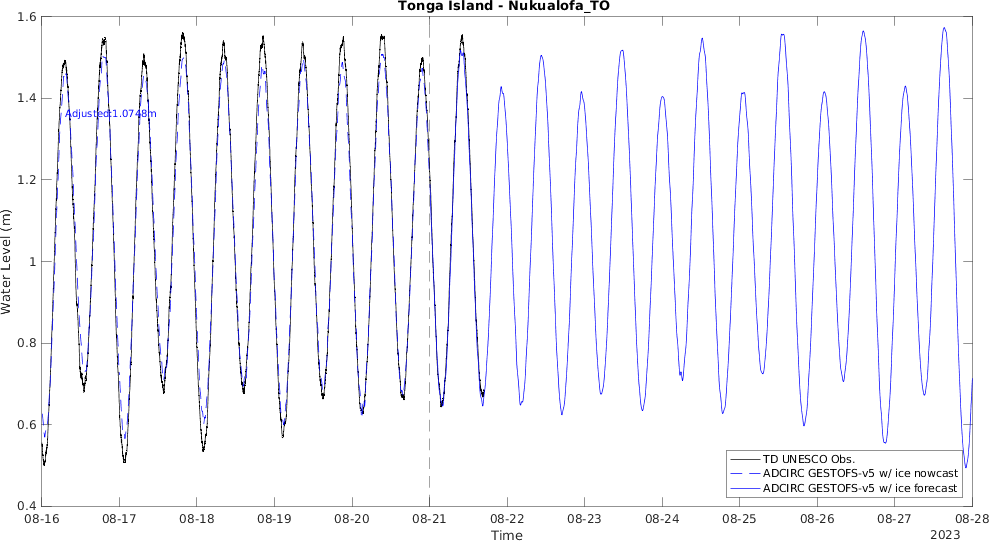 Tonga Island - Nukualofa_TO
1.6
1.4
1.2
1
0.8
0.6
0.4
Water Level (m)
Adjusted:1.0748m
TD UNESCO Obs.
ADCIRC GESTOFS-v5 w/ ice nowcast
ADCIRC GESTOFS-v5 w/ ice forecast
08-16 08-17 08-18 08-19 08-20 08-21 08-22 08-23 08-24 08-25 08-26 08-27 08-28
Time
2023